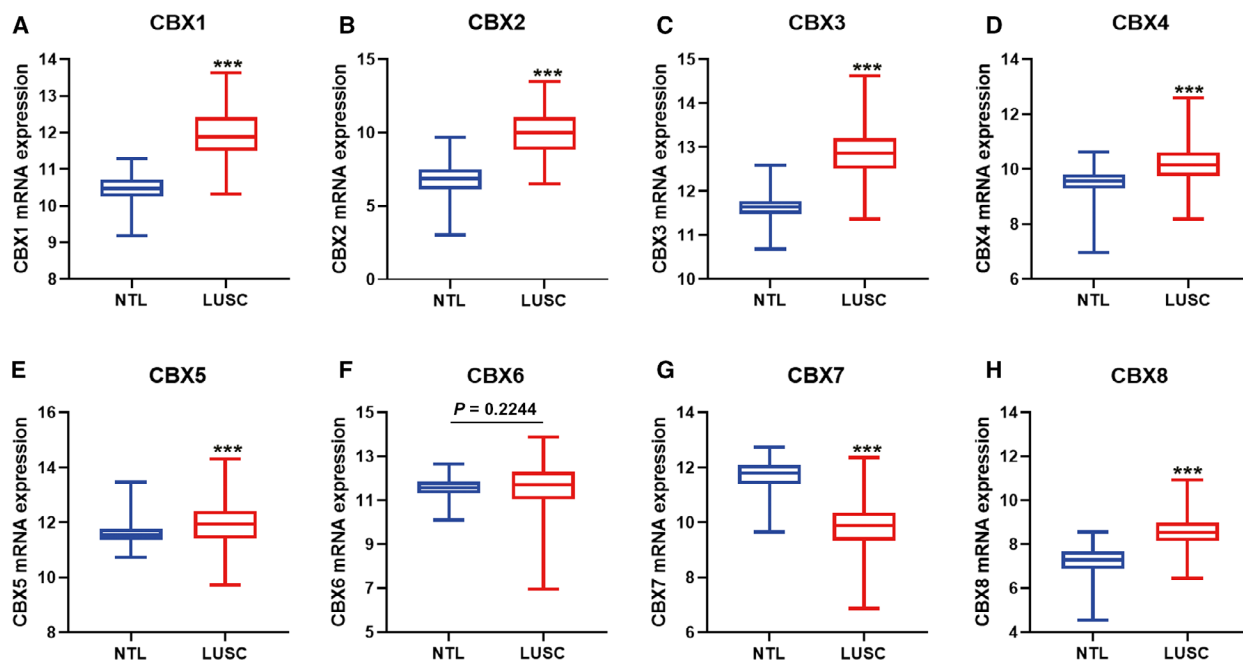 A CBX1
CBX1 mRNA expression
14
13
12
11
10
9
8
***
NTL LUSC
B CBX2
CBX2 mRNA expression
15
10
5
0
***
NTL LUSC
C CBX3
CBX3 mRNA expression
15
14
13
12
11
10
***
NTL LUSC
D CBX4
CBX4 mRNA expression
14
12
10
8
6
***
NTL LUSC
E CBX5
CBX5 mRNA expression
16
14
12
10
8
***
NTL LUSC
F CBX6
CBX6 mRNA expression
15
13
11
9
7
5
P = 0.2244
NTL LUSC
G CBX7
CBX7 mRNA expression
14
12
10
8
6
***
NTL LUSC
H CBX8
CBX8 mRNA expression
12
10
8
6
4
***
NTL LUSC